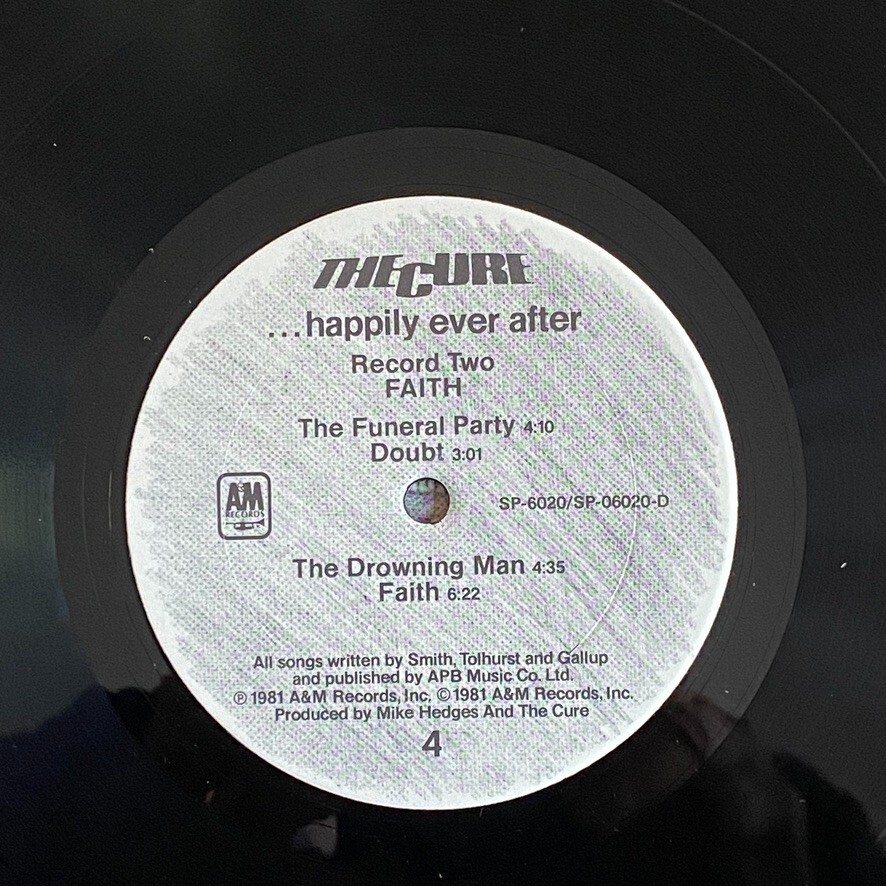 THE CURE
...happily ever after
Record Two
FAITH
The Funeral Party 4:10
Doubt 3:01
A&M
RECORDS
SP-6020/SP-06020-D
The Drowning Man 4:35
Faith 6:22
All songs written by Smith, Tolhurst and Gallup
and published by APB Music Co. Ltd.
℗ 1981 A&M Records, Inc. © 1981 A&M Records, Inc.
Produced by Mike Hedges And The Cure
4